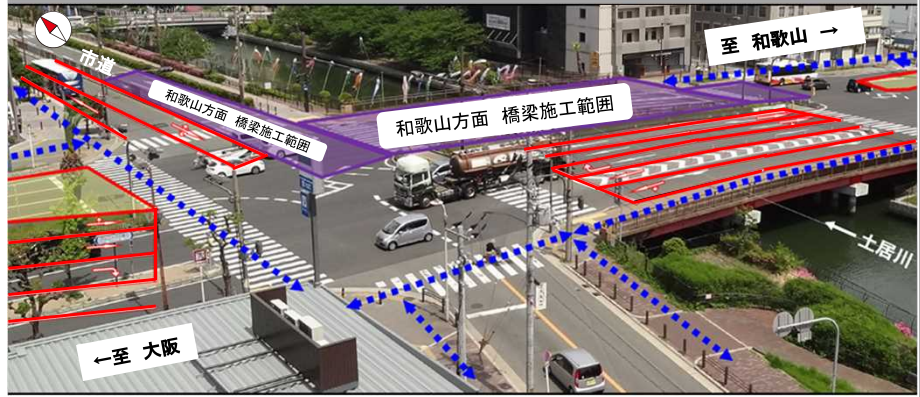 市道
至 和歌山 →
和歌山方面 橋梁施工範囲
和歌山方面 橋梁施工範囲
←土居川
←至 大阪